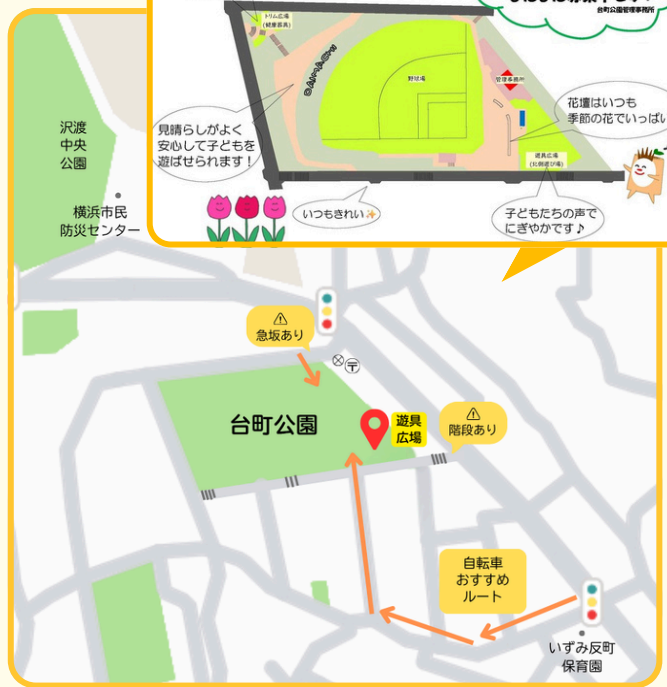 台町公園管理事務所
トリム広場
(健康器具)
DAIMACHI
野球場
管理事務所
見晴らしがよく
安心して子どもを
遊ばせられます!
花壇はいつも
季節の花でいっぱい
遊具広場
いつもきれい✨
子どもたちの声で
にぎやかです♪
沢渡
中央
公園
横浜市民
防災センター
⚠
急坂あり
〒
台町公園
遊具
広場
⚠
階段あり
自転車
おすすめ
ルート
いずみ反町
保育園